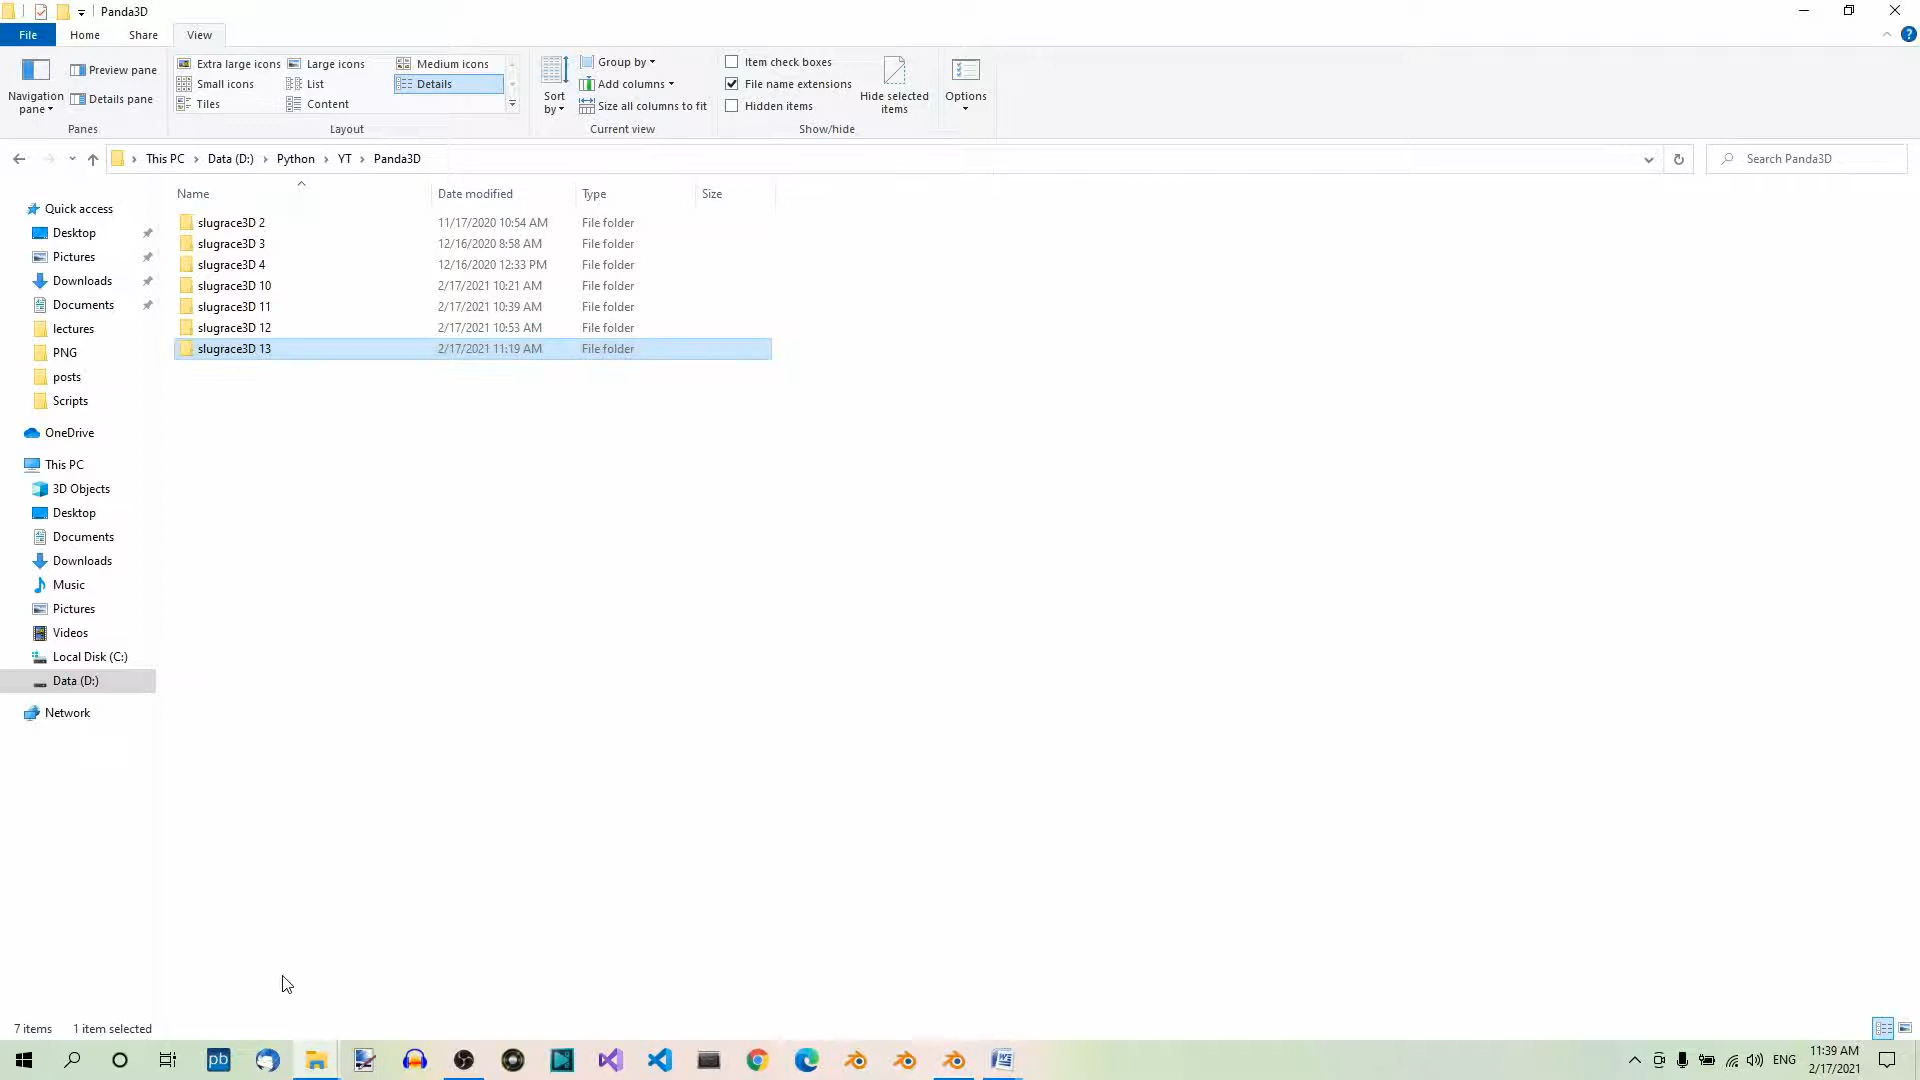 Panda3D
File Home Share View
Navigation pane
Preview pane
Details pane
Panes
Extra large icons Large icons Medium icons
Small icons List Details
Tiles Content
Layout
Sort by
Group by
Add columns
Size all columns to fit
Current view
Item check boxes
File name extensions
Hidden items
Hide selected items
Show/hide
Options
This PC Data (D:) Python YT Panda3D
Search Panda3D
Name Date modified Type Size
slugrace3D 2 11/17/2020 10:54 AM File folder
slugrace3D 3 12/16/2020 8:58 AM File folder
slugrace3D 4 12/16/2020 12:33 PM File folder
slugrace3D 10 2/17/2021 10:21 AM File folder
slugrace3D 11 2/17/2021 10:39 AM File folder
slugrace3D 12 2/17/2021 10:53 AM File folder
slugrace3D 13 2/17/2021 11:19 AM File folder
Quick access
Desktop
Pictures
Downloads
Documents
lectures
PNG
posts
Scripts
OneDrive
This PC
3D Objects
Desktop
Documents
Downloads
Music
Pictures
Videos
Local Disk (C:)
Data (D:)
Network
7 items 1 item selected
pb
ENG
11:39 AM
2/17/2021